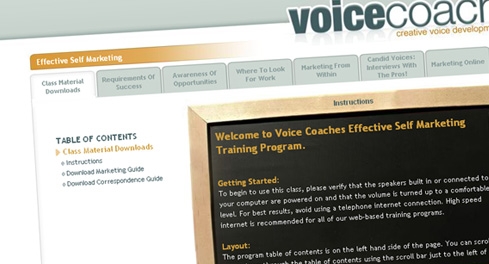 voicecoach
creative voice developm
Effective Self Marketing
Class Material
Downloads
Requirements Of
Success
Awareness Of
Opportunities
Where To Look
For Work
Marketing From
Within
Candid Voices:
Interviews With
The Pros!
Marketing Online
Instructions
TABLE OF CONTENTS
Class Material Downloads
Instructions
Download Marketing Guide
Download Correspondence Guide
Welcome to Voice Coaches Effective Self Marketing
Training Program.
Getting Started:
To begin to use this class, please verify that the speakers built in or connected to
your computer are powered on and that the volume is turned up to a comfortable
level. For best results, avoid using a telephone internet connection. High speed
internet is recommended for all of our web-based training programs.
Layout:
The program table of contents is on the left hand side of the page. You can scrol
through the table of contents using the scroll bar just to the left of